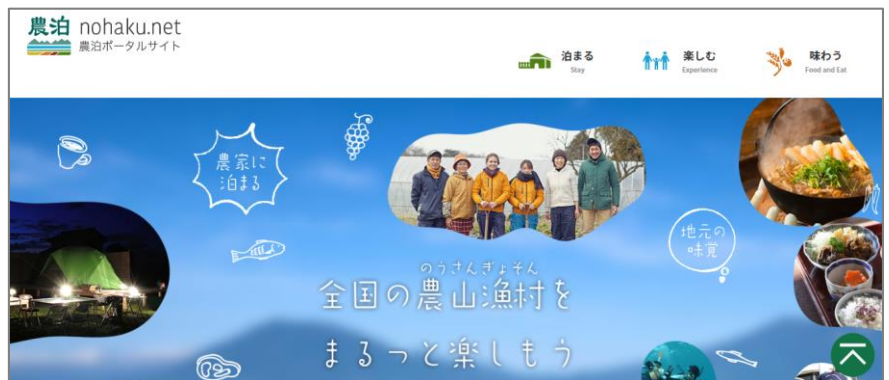 農泊 nohaku.net
農泊ポータルサイト
泊まる
Stay
楽しむ
Experience
味わう
Food and Eat
農家に
泊まる
地元の
味覚
のうさんぎょそん
全国の農山漁村を
まるっと楽しもう